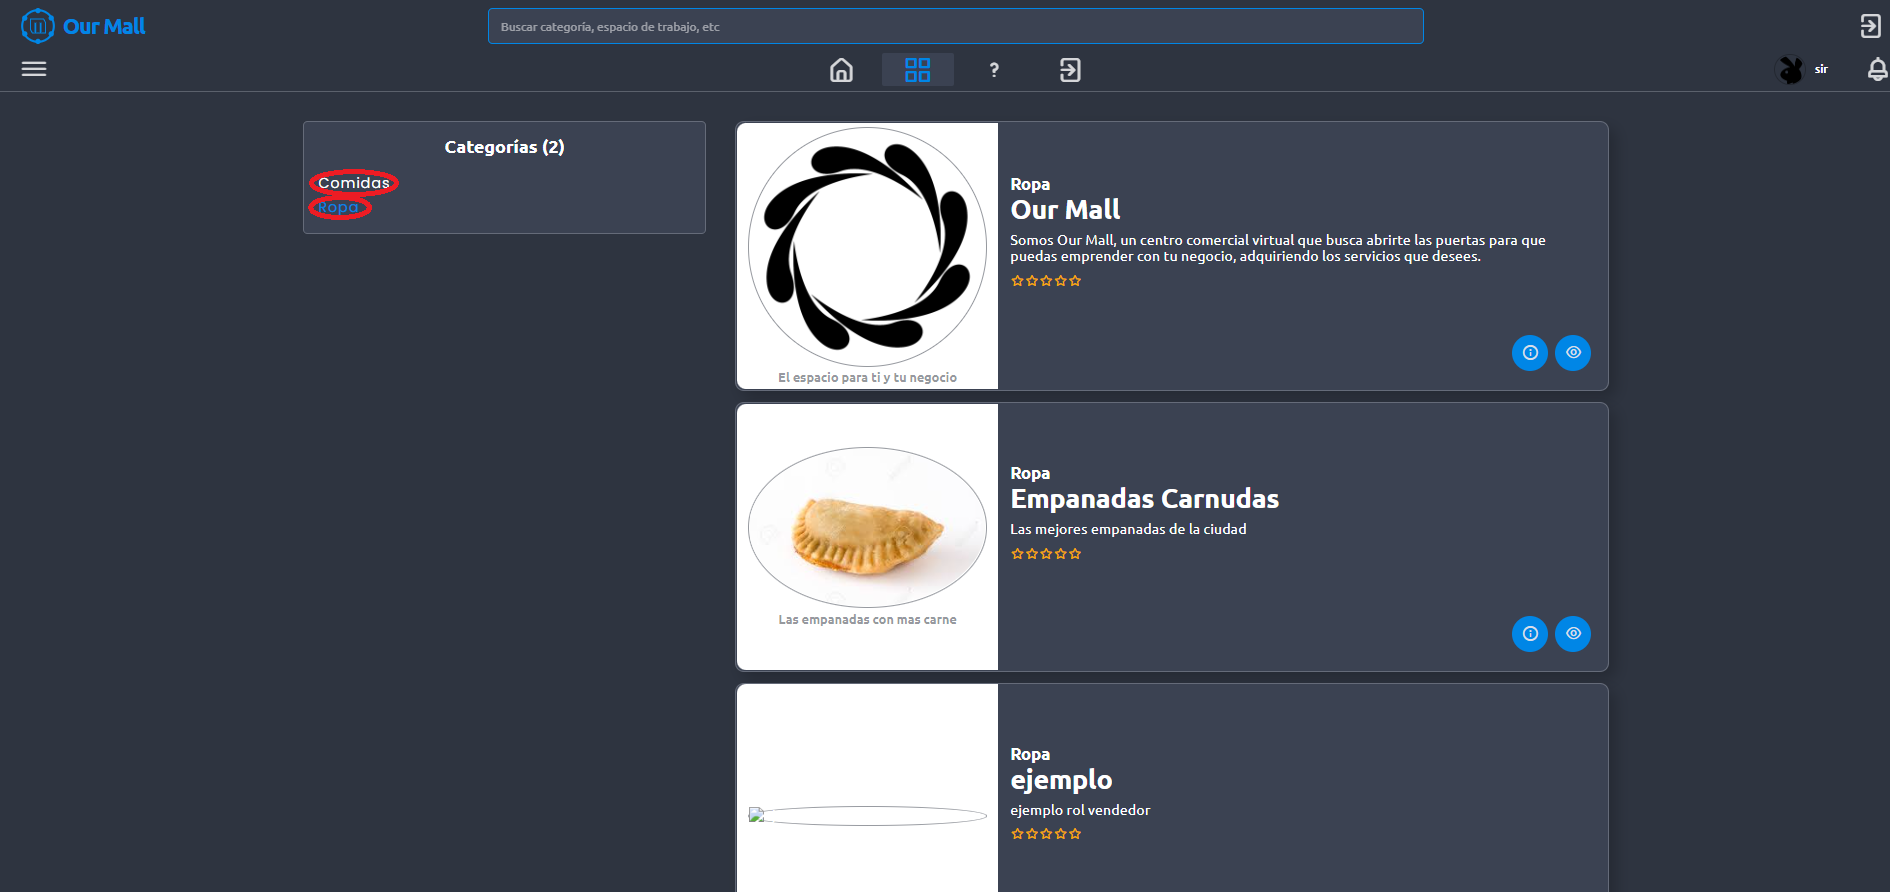 Our Mall
Buscar categoría, espacio de trabajo, etc
?
sir
Categorías (2)
Comidas
Ropa
El espacio para ti y tu negocio
Ropa
Our Mall
Somos Our Mall, un centro comercial virtual que busca abrirte las puertas para que
puedas emprender con tu negocio, adquiriendo los servicios que desees.
Las empanadas con mas carne
Ropa
Empanadas Carnudas
Las mejores empanadas de la ciudad
Ropa
ejemplo
ejemplo rol vendedor